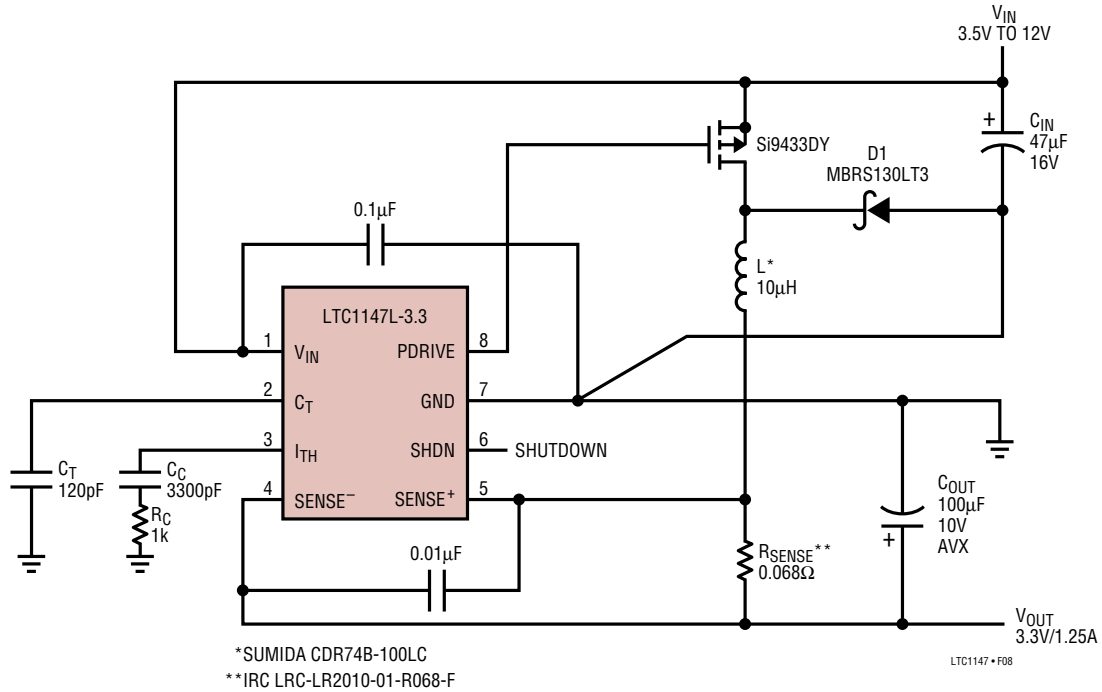 V_IN
3.5V TO 12V
+
C_IN
47µF
16V
Si9433DY
D1
MBRS130LT3
0.1µF
L*
10µH
LTC1147L-3.3
1
V_IN
PDRIVE
8
2
C_T
GND
7
3
I_TH
SHDN
6
SHUTDOWN
4
SENSE⁻
SENSE⁺
5
C_T
120pF
C_C
3300pF
R_C
1k
0.01µF
R_SENSE**
0.068Ω
C_OUT
100µF
10V
AVX
+
V_OUT
3.3V/1.25A
*SUMIDA CDR74B-100LC
**IRC LRC-LR2010-01-R068-F
LTC1147 • F08